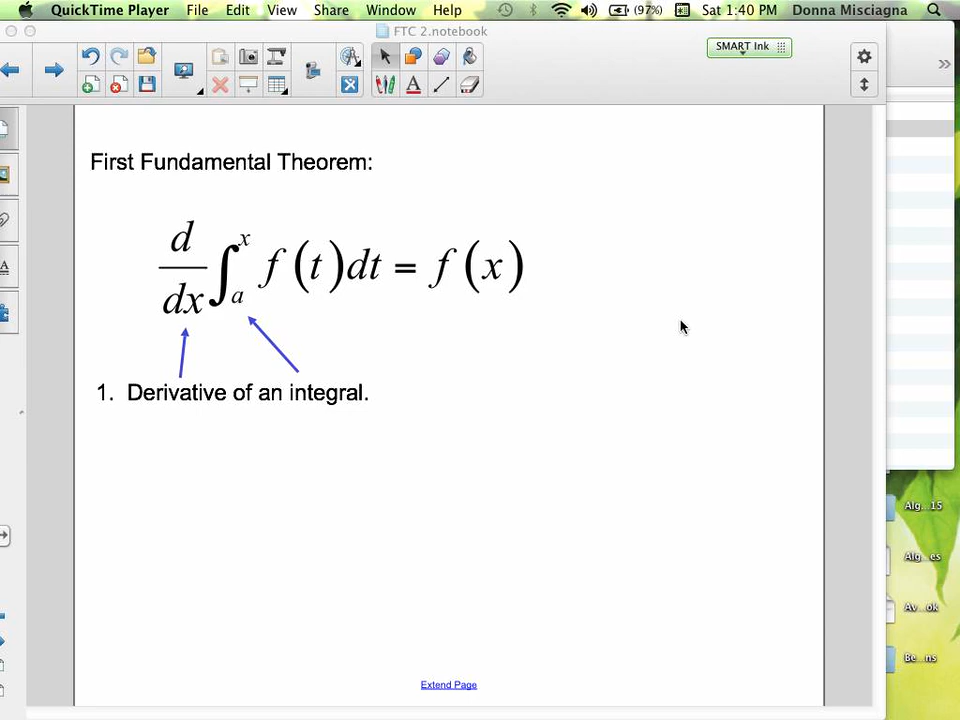 QuickTime Player File Edit View Share Window Help (97%) Sat 1:40 PM Donna Misciagna
FTC 2.notebook
SMART Ink
First Fundamental Theorem:
d/dx ∫_a^x f(t)dt = f(x)
1. Derivative of an integral.
Alg...15
Alg...es
Av...ok
Be...ns
Extend Page